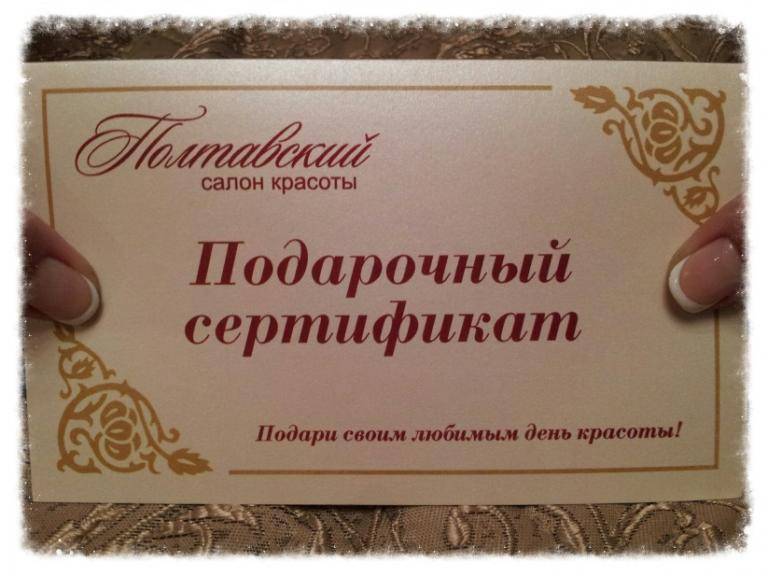 Полтавский
салон красоты
Подарочный
сертификат
Подари своим любимым день красоты!